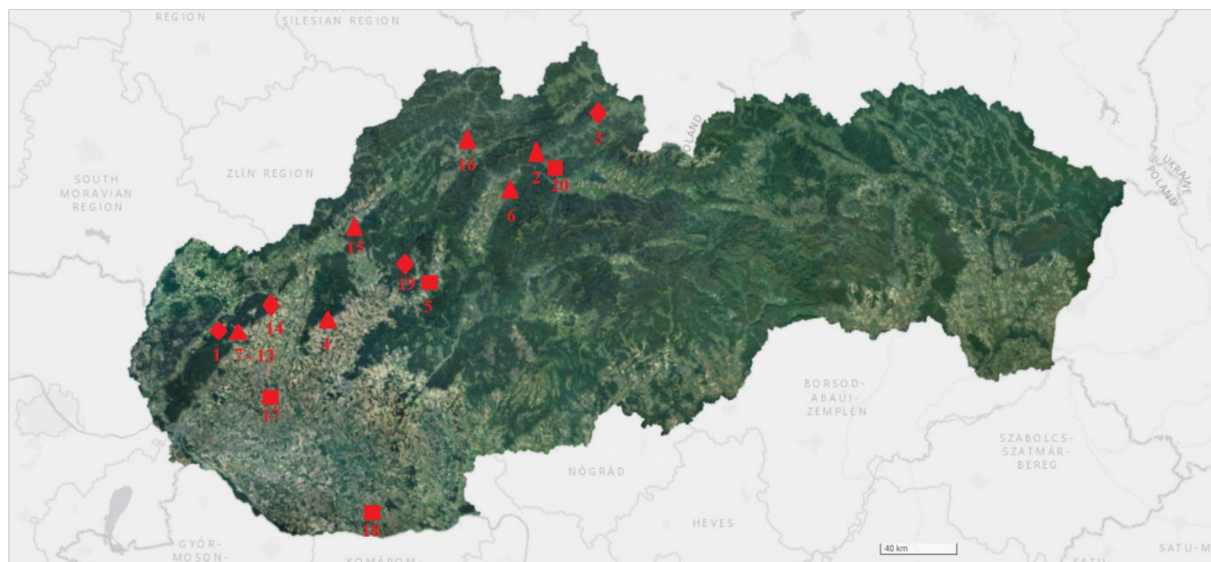 REGION
SILESIAN REGION
OLAND
3
16
2
20
ZLÍN REGION
SOUTH
MORAVIAN
REGION
6
UKRAINE
POLAND
15
19
5
14
4
1
7 - 13
17
BORSOD-
ABAÚJ-
ZEMPLÉN
SZABOLCS-
SZATMÁR-
BEREG
NÓGRÁD
18
HEVES
GYŐR-
MOSON-
40 km
SATU-M